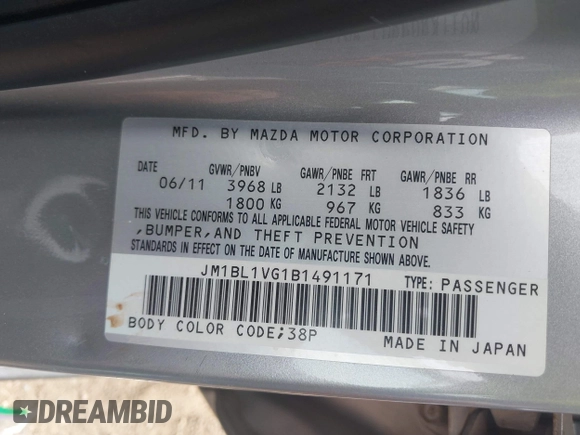 MFD. BY MAZDA MOTOR CORPORATION
DATE GVWR/PNBV GAWR/PNBE FRT GAWR/PNBE RR
06/11 3968 LB 2132 LB 1836 LB
1800 KG 967 KG 833 KG
THIS VEHICLE CONFORMS TO ALL APPLICABLE FEDERAL MOTOR VEHICLE SAFETY
,BUMPER,AND THEFT PREVENTION
STANDARDS IN EFFECT ON THE DATE OF MANUFACTURE SHOWN ABOVE.
JM1BL1VG1B1491171 TYPE: PASSENGER
BODY COLOR CODE;38P MADE IN JAPAN
DREAMBID